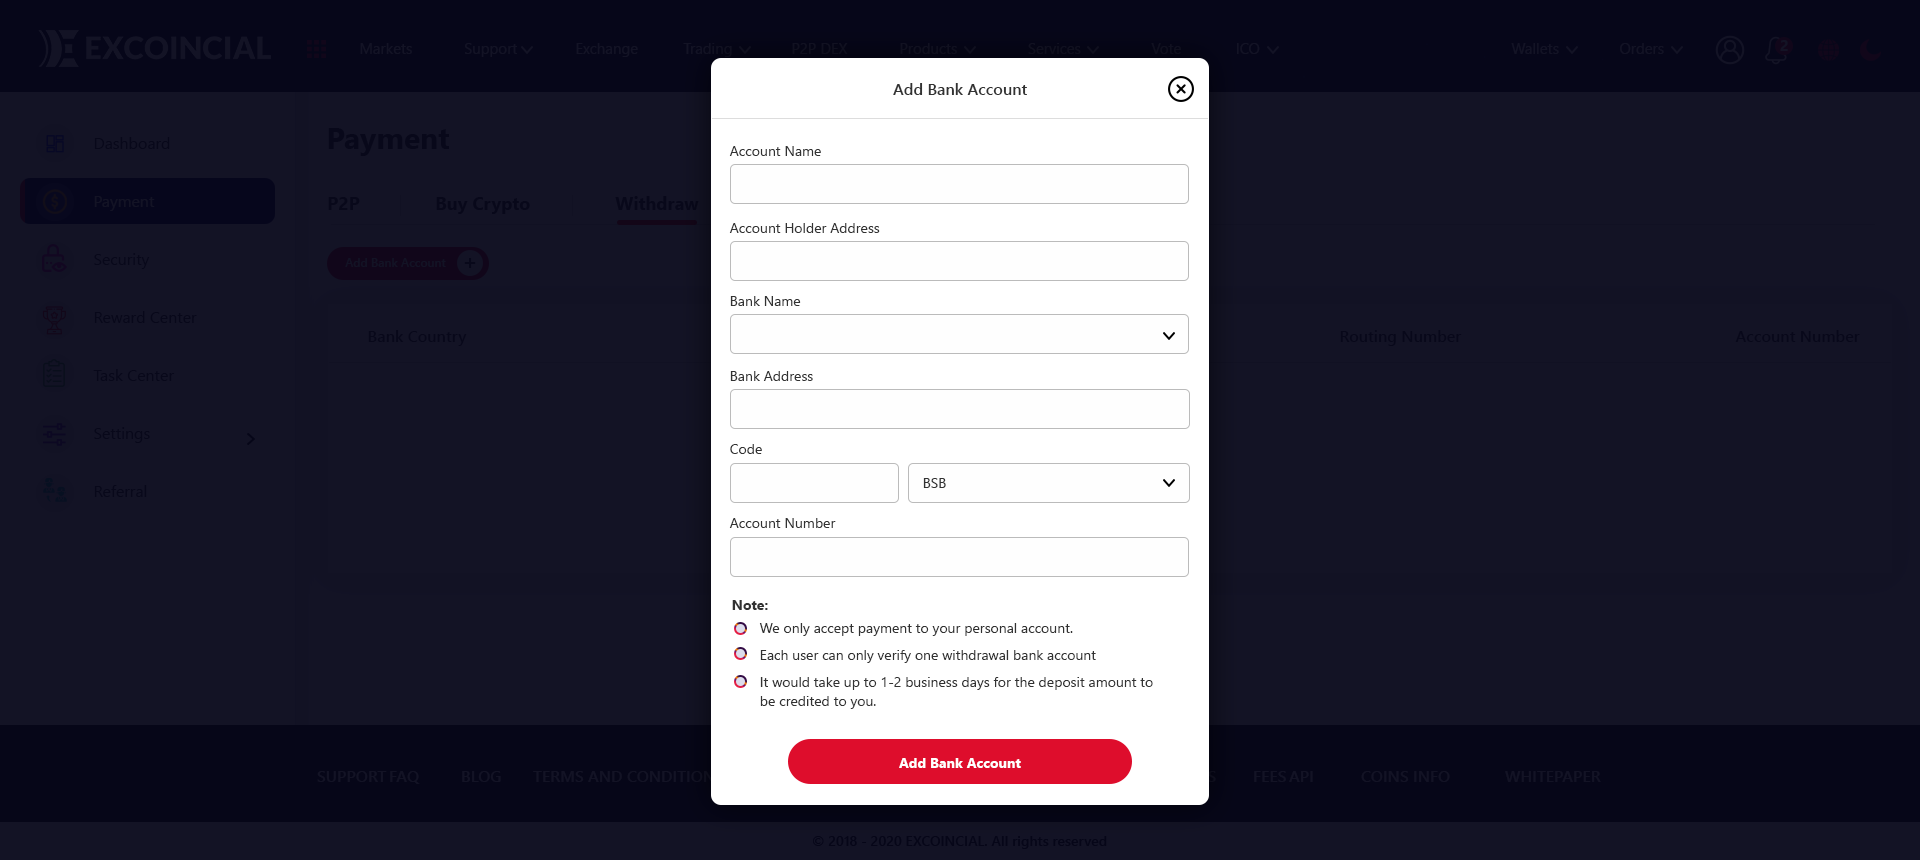 EXCOINCIAL
Markets
Support
Exchange
Trading
P2P DEX
Products
Services
Vote
ICO
Wallets
Orders
2
Dashboard
Payment
Security
Reward Center
Task Center
Settings
Referral
Payment
P2P
Buy Crypto
Withdraw
Add Bank Account
Bank Country
Routing Number
Account Number
Add Bank Account
Account Name
Account Holder Address
Bank Name
Bank Address
Code
BSB
Account Number
Note:
We only accept payment to your personal account.
Each user can only verify one withdrawal bank account
It would take up to 1-2 business days for the deposit amount to
be credited to you.
Add Bank Account
SUPPORT FAQ
BLOG
TERMS AND CONDITION
S
FEES API
COINS INFO
WHITEPAPER
© 2018 - 2020 EXCOINCIAL. All rights reserved